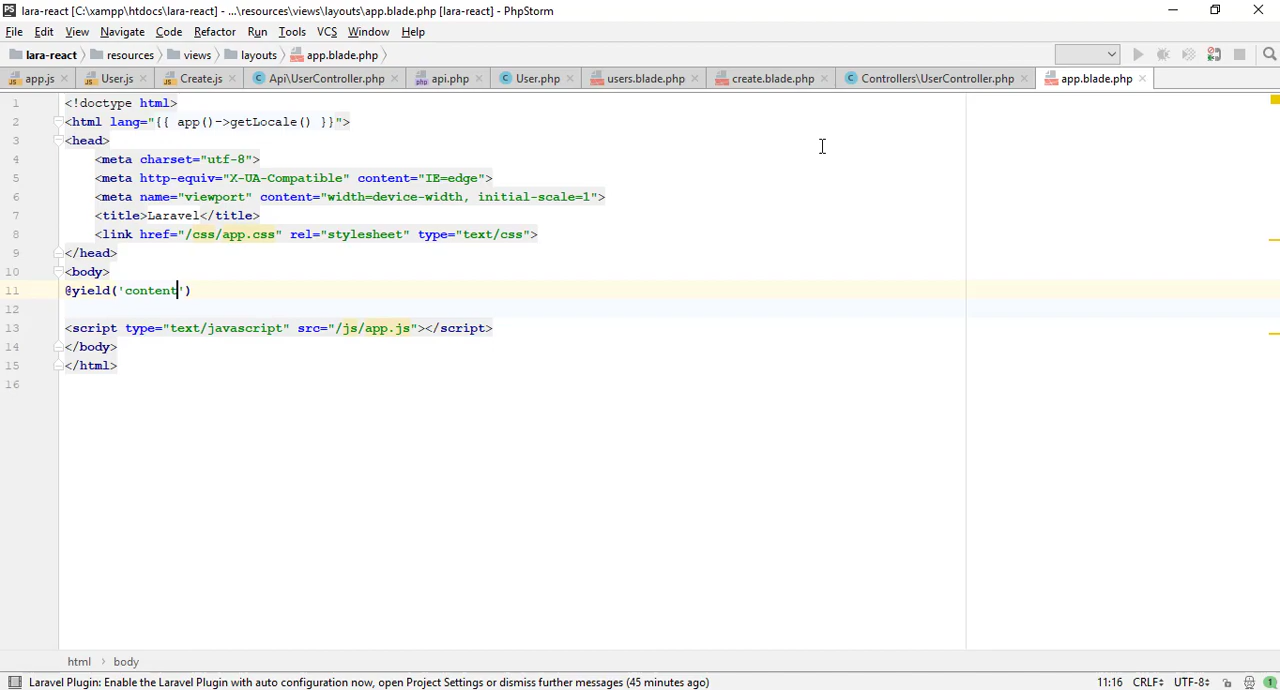 lara-react [C:\xampp\htdocs\lara-react] - ...\resources\views\layouts\app.blade.php [lara-react] - PhpStorm
File Edit View Navigate Code Refactor Run Tools VCS Window Help
lara-react resources views layouts app.blade.php
app.js User.js Create.js Api\UserController.php api.php User.php users.blade.php create.blade.php Controllers\UserController.php app.blade.php
1 <!doctype html>
2 <html lang="{{ app()->getLocale() }}">
3 <head>
4 <meta charset="utf-8">
5 <meta http-equiv="X-UA-Compatible" content="IE=edge">
6 <meta name="viewport" content="width=device-width, initial-scale=1">
7 <title>Laravel</title>
8 <link href="/css/app.css" rel="stylesheet" type="text/css">
9 </head>
10 <body>
11 @yield('content')
12
13 <script type="text/javascript" src="/js/app.js"></script>
14 </body>
15 </html>
16
html › body
Laravel Plugin: Enable the Laravel Plugin with auto configuration now, open Project Settings or dismiss further messages (45 minutes ago) 11:16 CRLF UTF-8 1